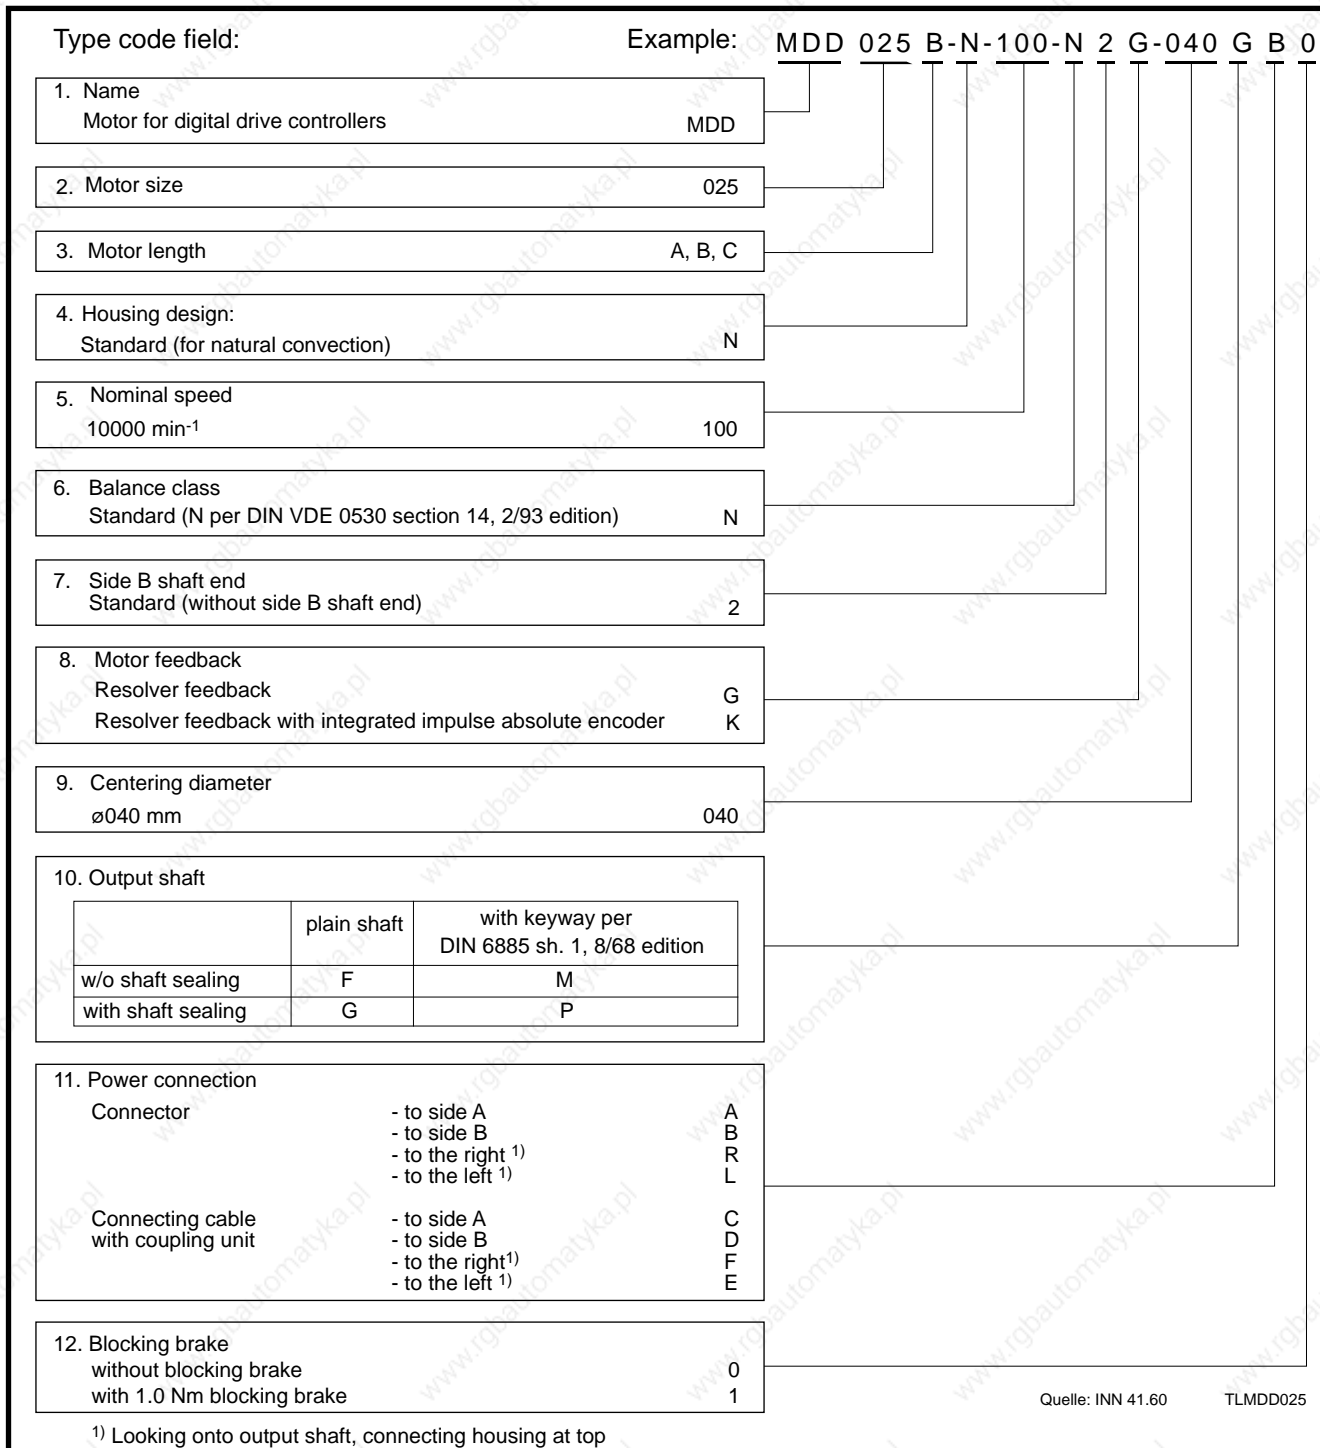 Type code field: Example: MDD 025 B-N-100-N 2 G-040 G B 0
1. Name
Motor for digital drive controllers MDD
2. Motor size 025
3. Motor length A, B, C
4. Housing design:
Standard (for natural convection) N
5. Nominal speed
10000 min-1 100
6. Balance class
Standard (N per DIN VDE 0530 section 14, 2/93 edition) N
7. Side B shaft end
Standard (without side B shaft end) 2
8. Motor feedback
Resolver feedback G
Resolver feedback with integrated impulse absolute encoder K
9. Centering diameter
ø040 mm 040
10. Output shaft
plain shaft with keyway per
DIN 6885 sh. 1, 8/68 edition
w/o shaft sealing F M
with shaft sealing G P
11. Power connection
Connector - to side A A
- to side B B
- to the right 1) R
- to the left 1) L
Connecting cable - to side A C
with coupling unit - to side B D
- to the right1) F
- to the left 1) E
12. Blocking brake
without blocking brake 0
with 1.0 Nm blocking brake 1
Quelle: INN 41.60 TLMDD025
1) Looking onto output shaft, connecting housing at top
www.rgbautomatyka.pl